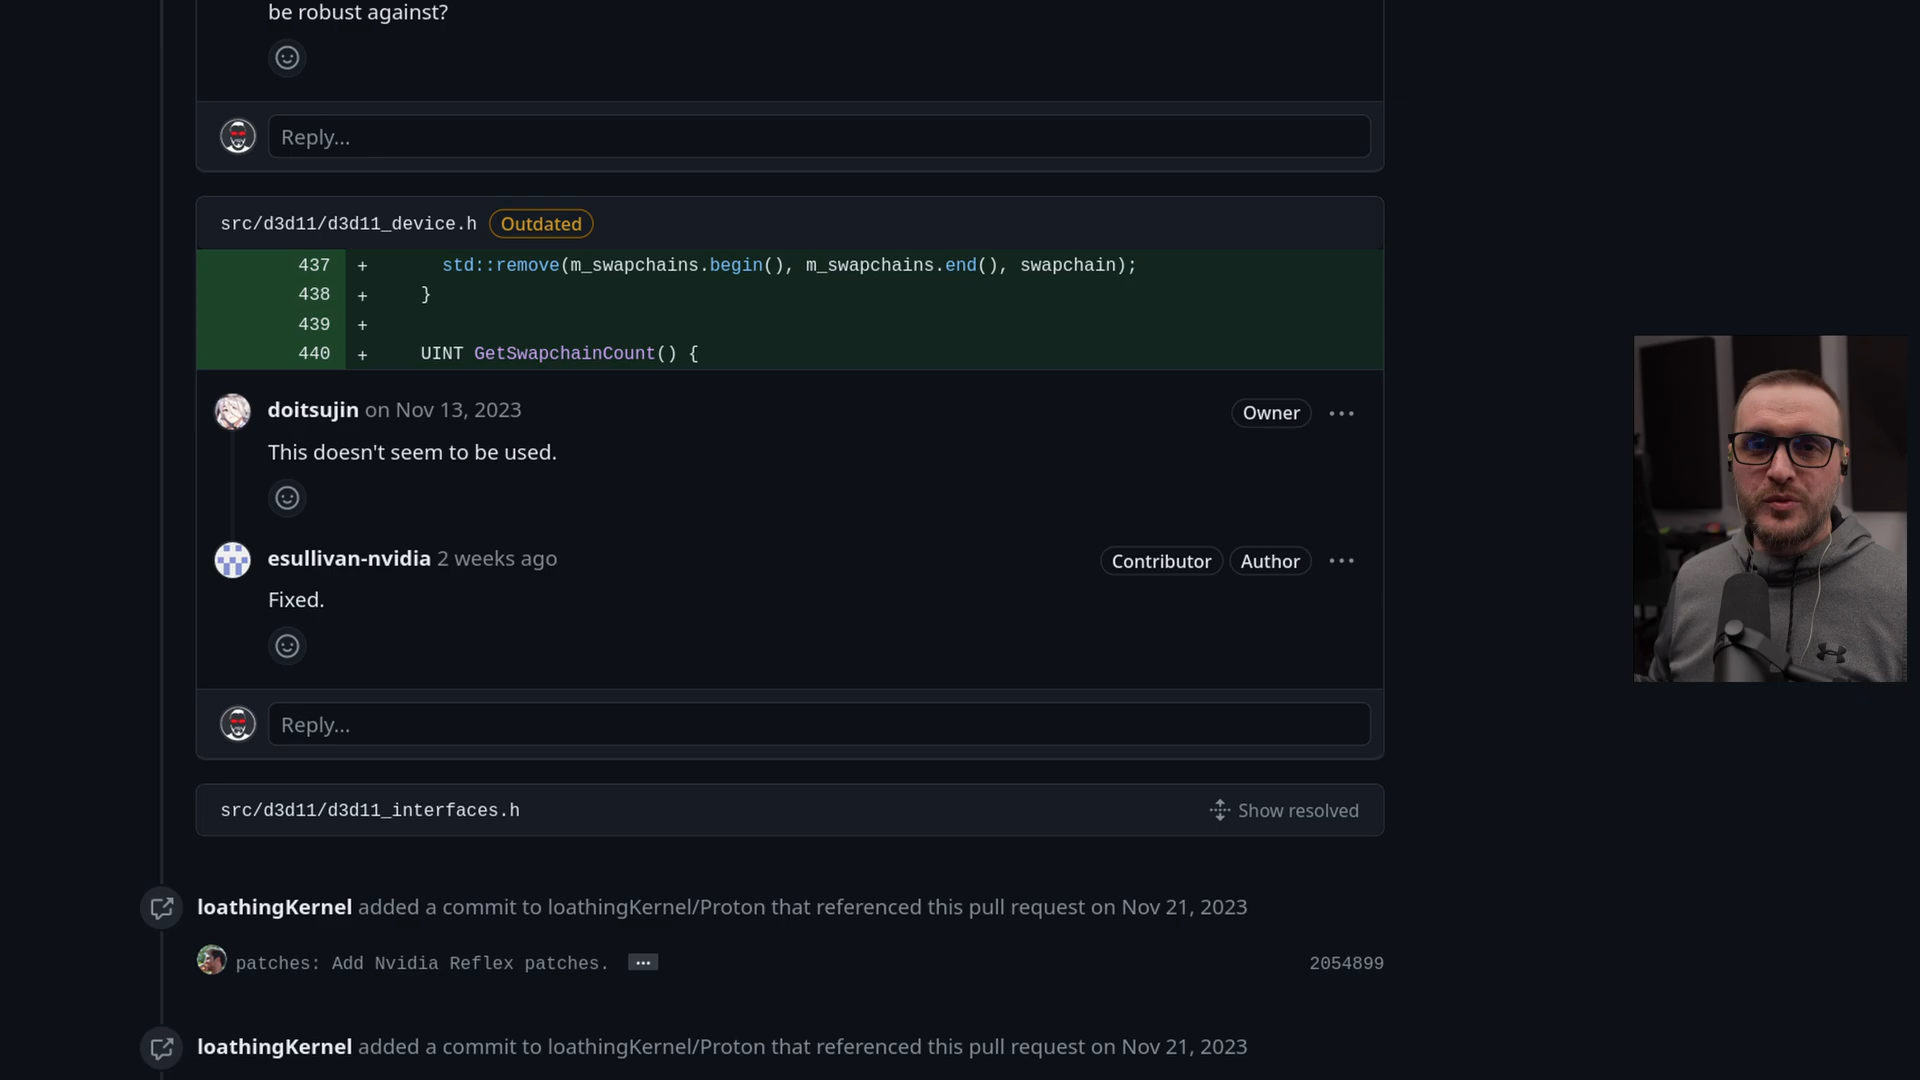 be robust against?
Reply...
src/d3d11/d3d11_device.h Outdated
437 + std::remove(m_swapchains.begin(), m_swapchains.end(), swapchain);
438 + }
439 +
440 + UINT GetSwapchainCount() {
doitsujin on Nov 13, 2023 Owner ...
This doesn't seem to be used.
esullivan-nvidia 2 weeks ago Contributor Author ...
Fixed.
Reply...
src/d3d11/d3d11_interfaces.h Show resolved
loathingKernel added a commit to loathingKernel/Proton that referenced this pull request on Nov 21, 2023
patches: Add Nvidia Reflex patches. ... 2054899
loathingKernel added a commit to loathingKernel/Proton that referenced this pull request on Nov 21, 2023